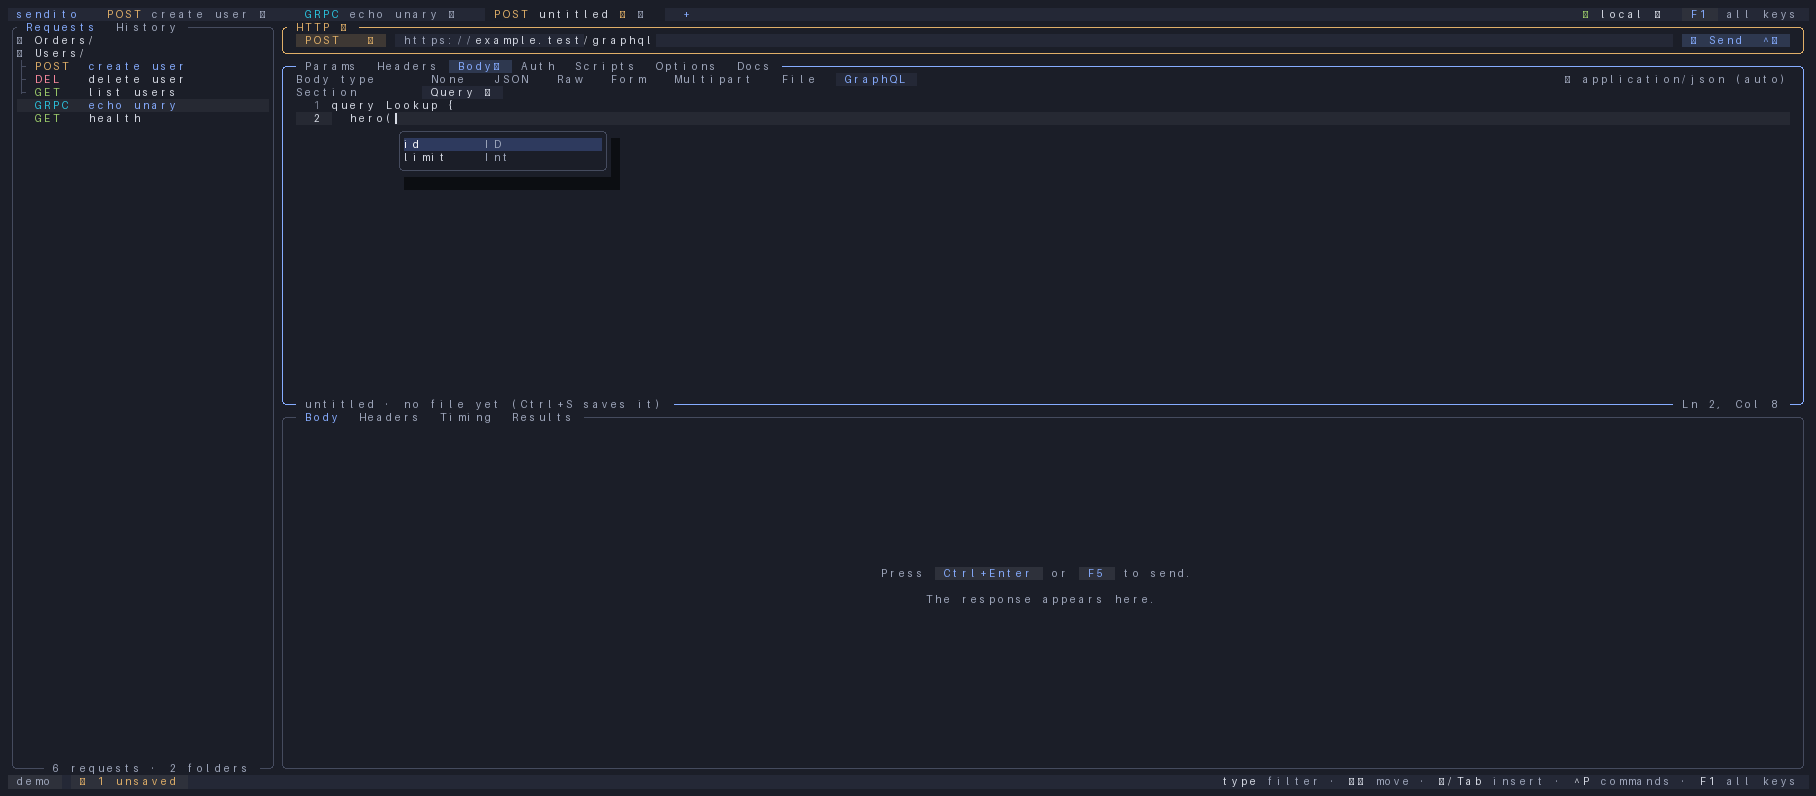 sendito POST create user GRPC echo unary POST untitled + local F1 all keys
Requests History
HTTP
Orders/
POST https://example.test/graphql Send ^
Users/
POST create user
Params Headers Body Auth Scripts Options Docs
DEL delete user
Body type None JSON Raw Form Multipart File GraphQL application/json (auto)
GET list users
Section Query
GRPC echo unary
1 query Lookup {
GET health
2 hero(
id ID
limit Int
untitled · no file yet (Ctrl+S saves it) Ln 2, Col 8
Body Headers Timing Results
Press Ctrl+Enter or F5 to send.
The response appears here.
6 requests · 2 folders
demo 1 unsaved type filter · move · /Tab insert · ^P commands · F1 all keys